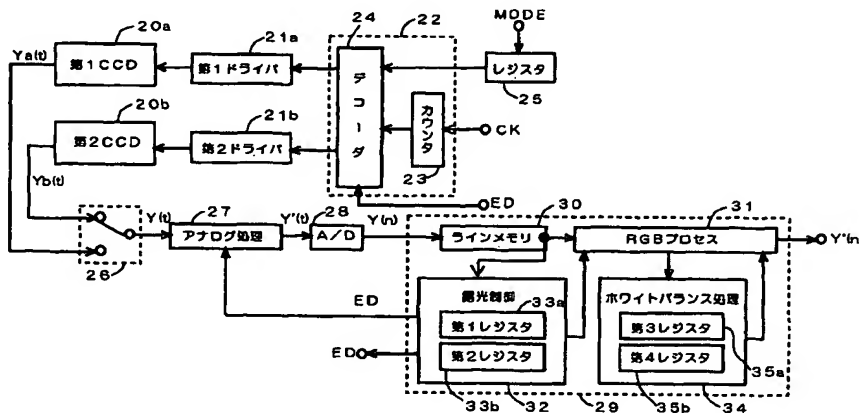 MODE
20a
21a
24
22
Ya(t)
第1CCD
第1ドライバ
デコーダ
レジスタ
25
20b
21b
カウンタ
CK
第2CCD
第2ドライバ
23
Yb(t)
ED
30
31
Y(t)
27
Y'(t)
28
Y(n)
アナログ処理
A/D
ラインメモリ
RGBプロセス
Y"(n
26
ED
露光制御
33a
ホワイトバランス処理
第1レジスタ
第3レジスタ
ED
第2レジスタ
第4レジスタ
35a
33b
32
29
35b
34